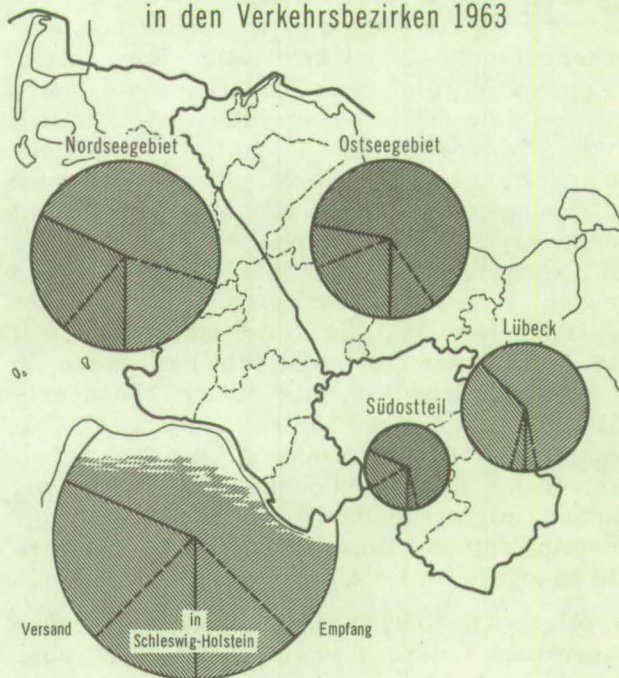 in den Verkehrsbezirken 1963
Nordseegebiet
Ostseegebiet
Lübeck
Südostteil
Versand
in
Schleswig-Holstein
Empfang